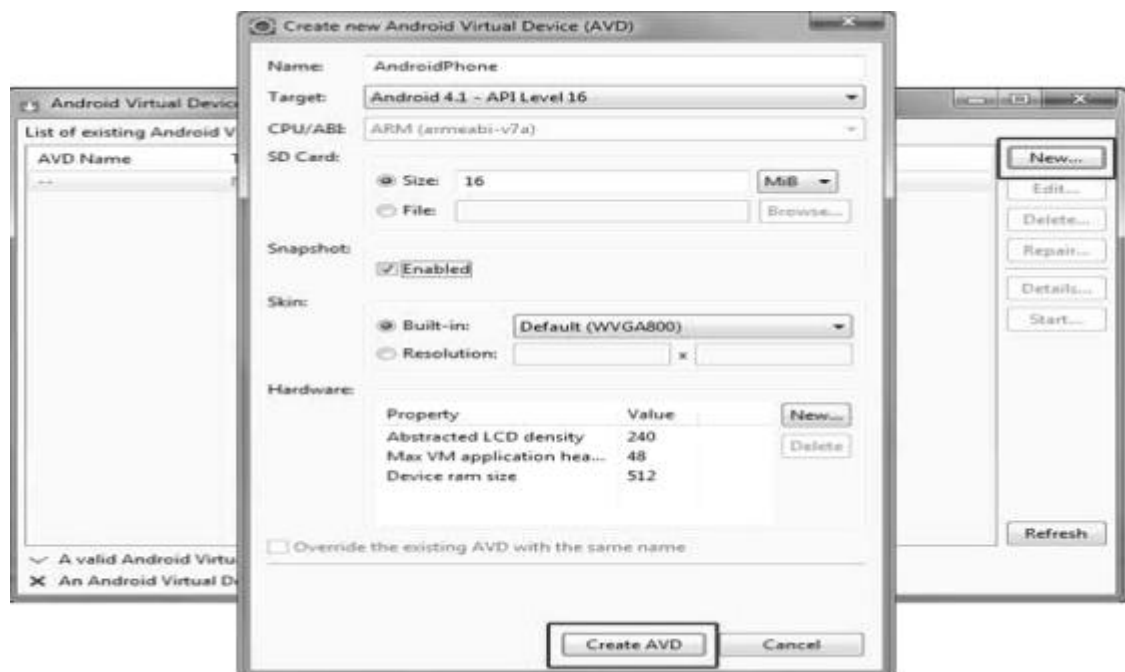 Create new Android Virtual Device (AVD)
Name: AndroidPhone
Target: Android 4.1 - API Level 16
CPU/ABI: ARM (armeabi-v7a)
SD Card:
Size: 16 MiB
File: Browse...
Snapshot:
Enabled
Skin:
Built-in: Default (WVGA800)
Resolution: x
Hardware:
Property Value New...
Abstracted LCD density 240 Delete
Max VM application hea... 48
Device ram size 512
Override the existing AVD with the same name
Create AVD Cancel
Android Virtual Device
List of existing Android V
AVD Name T
--
A valid Android Virtu
An Android Virtual De
New...
Edit...
Delete...
Repair...
Details...
Start...
Refresh